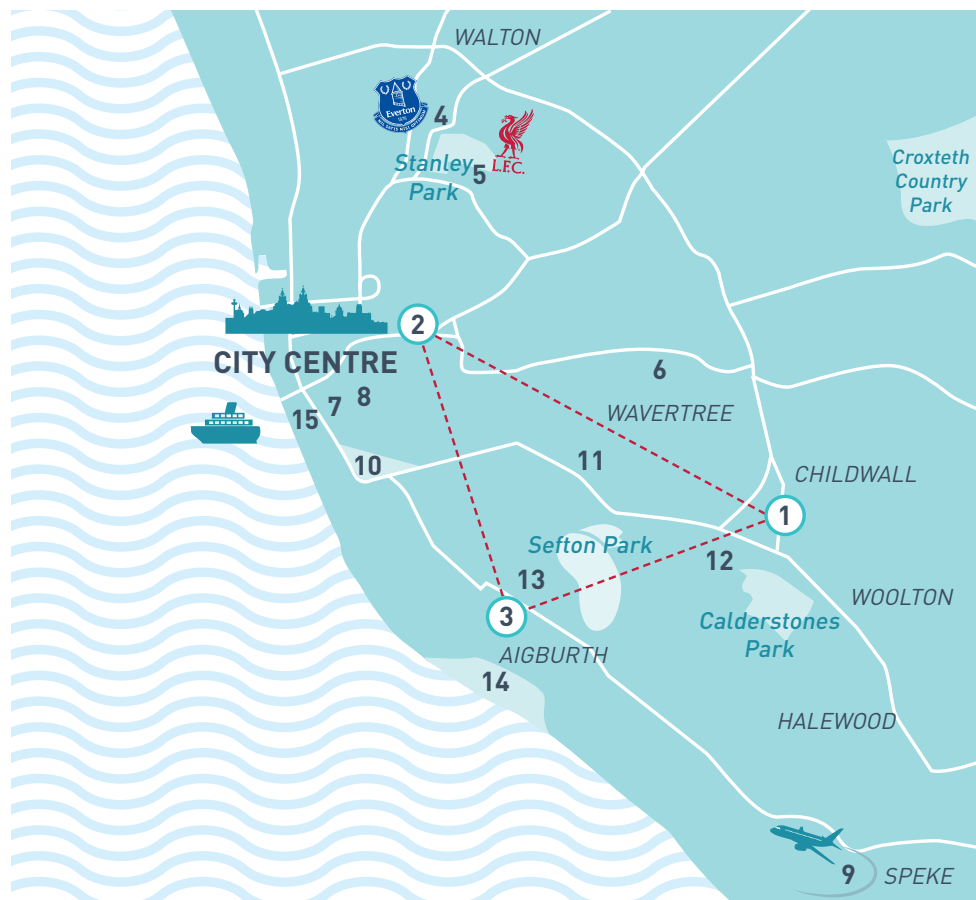 WALTON
Everton
4
L.F.C.
Stanley
Park
5
Croxteth
Country
Park
2
CITY CENTRE
6
8
7
15
WAVERTREE
10
11
CHILDWALL
1
Sefton Park
12
13
3
WOOLTON
Calderstones
Park
AIGBURTH
14
HALEWOOD
9
SPEKE